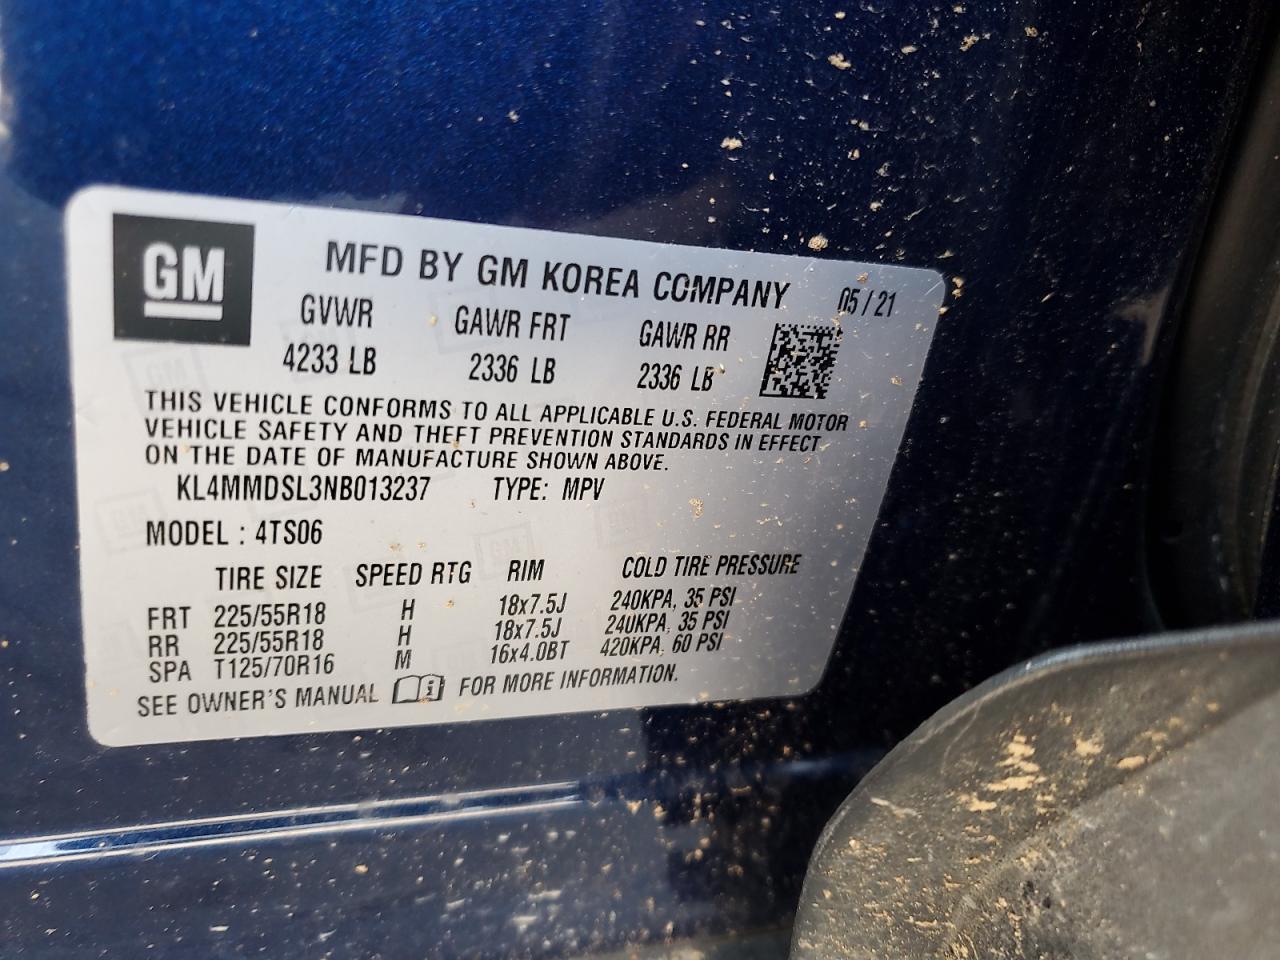 GM
MFD BY GM KOREA COMPANY 05/21
GVWR GAWR FRT GAWR RR
4233 LB 2336 LB 2336 LB
THIS VEHICLE CONFORMS TO ALL APPLICABLE U.S. FEDERAL MOTOR
VEHICLE SAFETY AND THEFT PREVENTION STANDARDS IN EFFECT
ON THE DATE OF MANUFACTURE SHOWN ABOVE.
KL4MMDSL3NB013237 TYPE: MPV
MODEL : 4TS06
TIRE SIZE SPEED RTG RIM COLD TIRE PRESSURE
FRT 225/55R18 H 18x7.5J 240KPA, 35 PSI
RR 225/55R18 H 18x7.5J 240KPA, 35 PSI
SPA T125/70R16 M 16x4.0BT 420KPA, 60 PSI
SEE OWNER'S MANUAL FOR MORE INFORMATION.